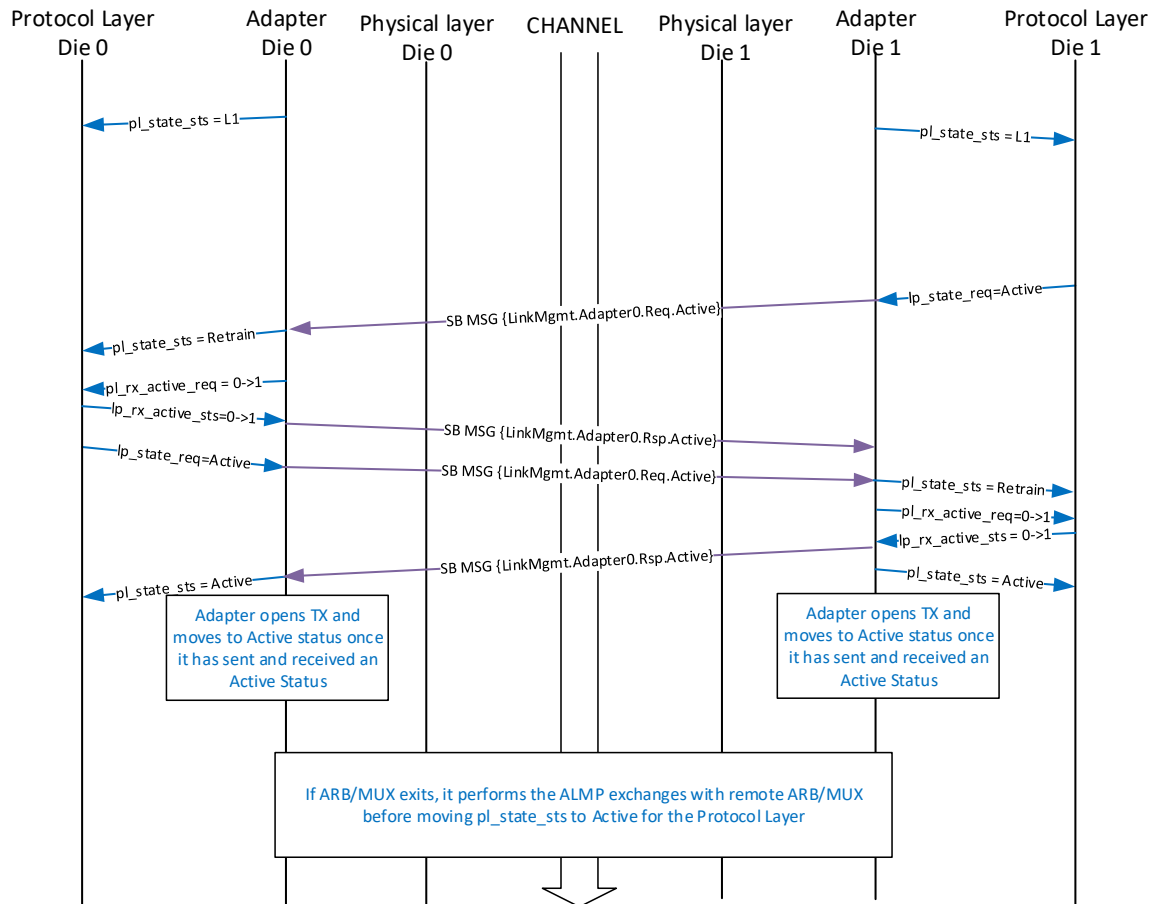 Protocol Layer
Die 0
Adapter
Die 0
Physical layer
Die 0
CHANNEL
Physical layer
Die 1
Adapter
Die 1
Protocol Layer
Die 1
pl_state_sts = L1
pl_state_sts = L1
lp_state_req=Active
SB MSG {LinkMgmt.Adapter0.Req.Active}
pl_state_sts = Retrain
pl_rx_active_req = 0->1
lp_rx_active_sts=0->1
SB MSG {LinkMgmt.Adapter0.Rsp.Active}
lp_state_req=Active
SB MSG {LinkMgmt.Adapter0.Req.Active}
pl_state_sts = Retrain
pl_rx_active_req=0->1
lp_rx_active_sts = 0->1
SB MSG {LinkMgmt.Adapter0.Rsp.Active}
pl_state_sts = Active
pl_state_sts = Active
Adapter opens TX and
moves to Active status once
it has sent and received an
Active Status
Adapter opens TX and
moves to Active status once
it has sent and received an
Active Status
If ARB/MUX exits, it performs the ALMP exchanges with remote ARB/MUX
before moving pl_state_sts to Active for the Protocol Layer